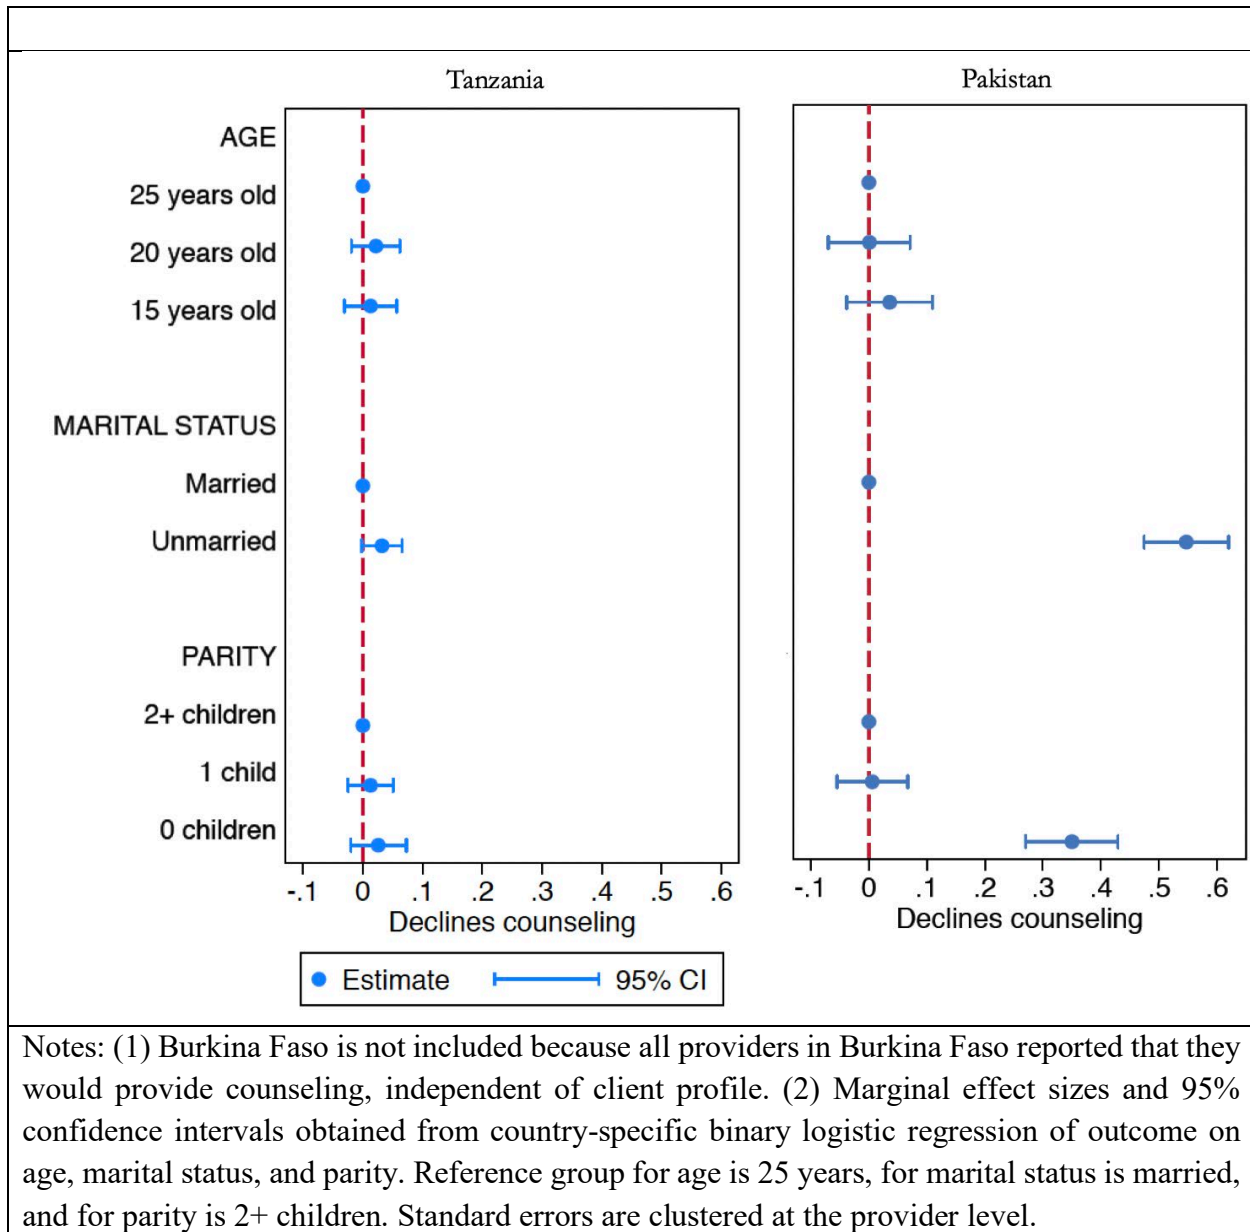 Tanzania
Pakistan
AGE
25 years old
20 years old
15 years old
MARITAL STATUS
Married
Unmarried
PARITY
2+ children
1 child
0 children
-.1 0 .1 .2 .3 .4 .5 .6
Declines counseling
-.1 0 .1 .2 .3 .4 .5 .6
Declines counseling
Estimate 95% CI
Notes: (1) Burkina Faso is not included because all providers in Burkina Faso reported that they
would provide counseling, independent of client profile. (2) Marginal effect sizes and 95%
confidence intervals obtained from country-specific binary logistic regression of outcome on
age, marital status, and parity. Reference group for age is 25 years, for marital status is married,
and for parity is 2+ children. Standard errors are clustered at the provider level.